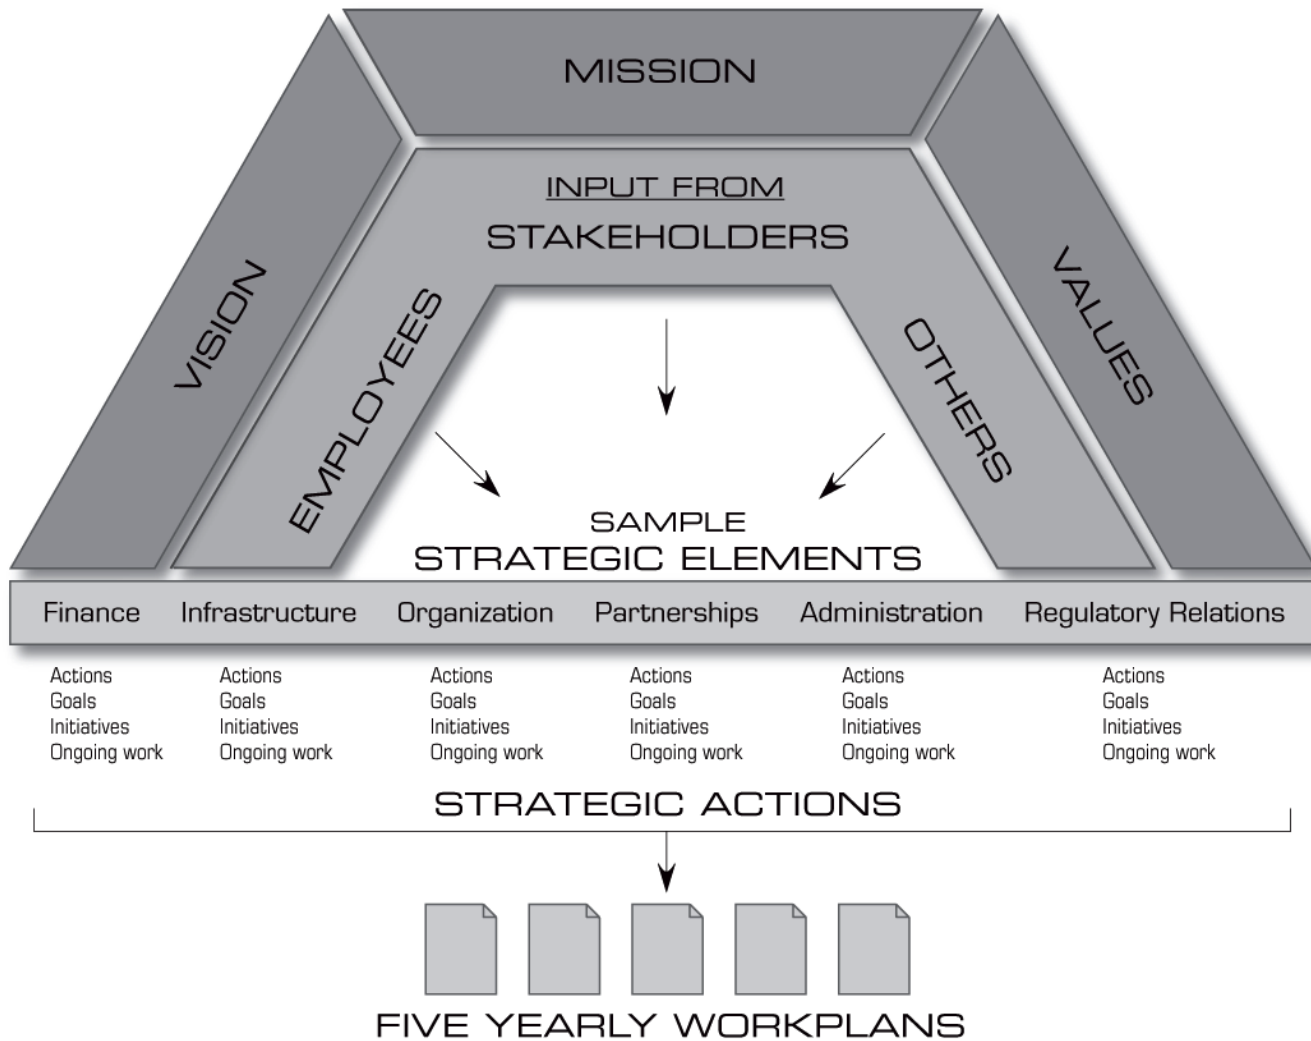 MISSION
VISION
VALUES
INPUT FROM
STAKEHOLDERS
EMPLOYEES
OTHERS
SAMPLE
STRATEGIC ELEMENTS
Finance Infrastructure Organization Partnerships Administration Regulatory Relations
Actions Actions Actions Actions Actions Actions
Goals Goals Goals Goals Goals Goals
Initiatives Initiatives Initiatives Initiatives Initiatives Initiatives
Ongoing work Ongoing work Ongoing work Ongoing work Ongoing work Ongoing work
STRATEGIC ACTIONS
FIVE YEARLY WORKPLANS